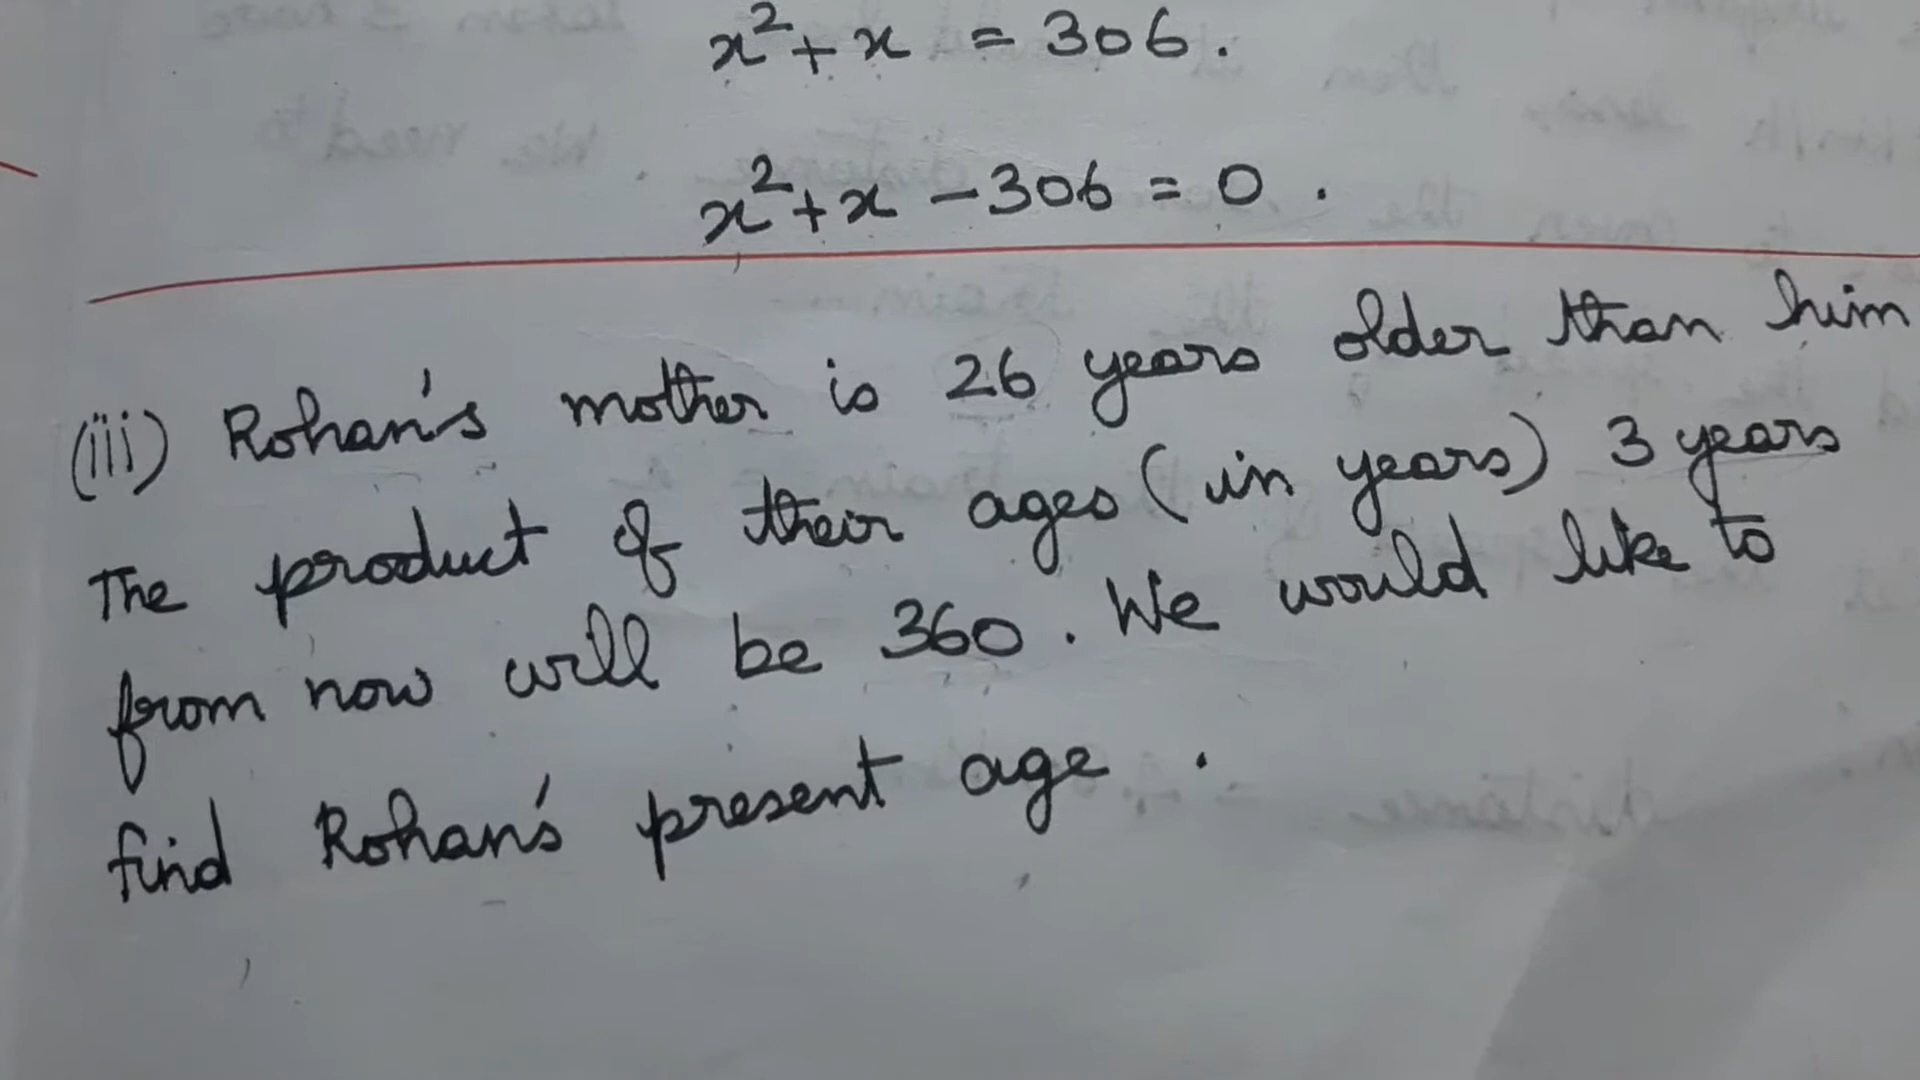 x² + x = 306.
x² + x - 306 = 0.
(iii) Rohan's mother is 26 years older than him
The product of their ages (in years) 3 years
from now will be 360. We would like to
find Rohan's present age.